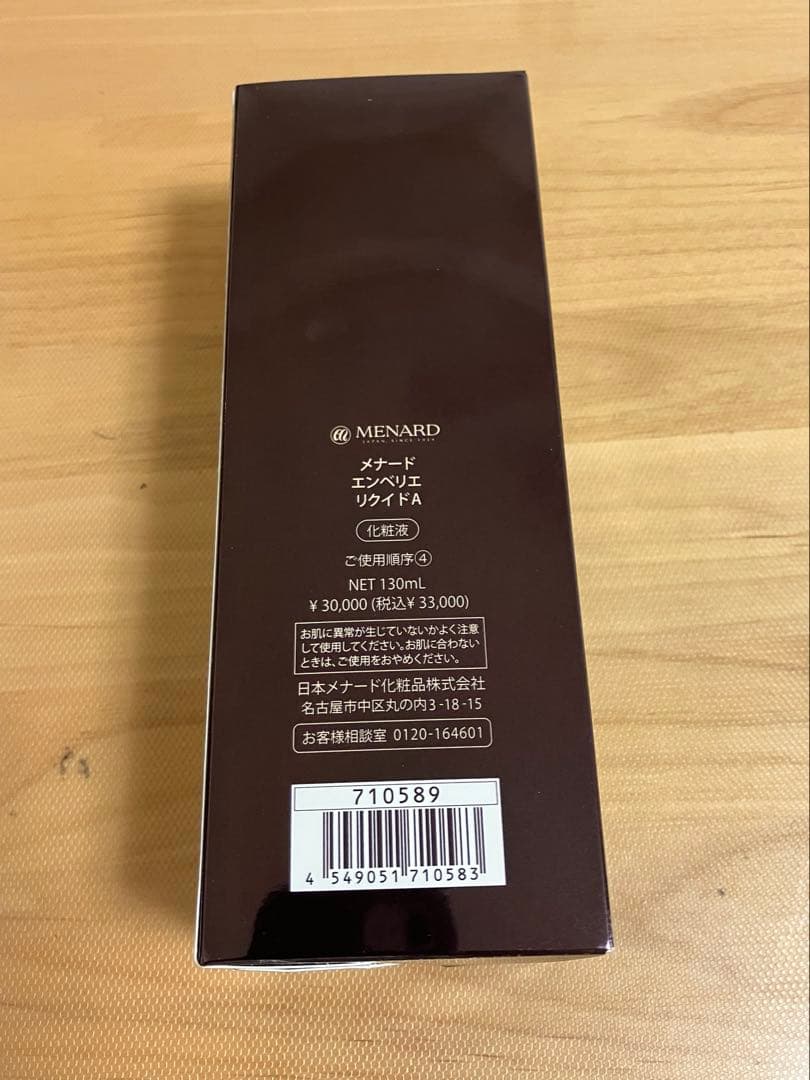 MENARD
JAPAN, SINCE 1959
メナード
エンベリエ
リクイドA
化粧液
ご使用順序④
NET 130mL
¥30,000 (税込¥33,000)
お肌に異常が生じていないかよく注意
して使用してください。お肌に合わない
ときは、ご使用をおやめください。
日本メナード化粧品株式会社
名古屋市中区丸の内3-18-15
お客様相談室 0120-164601
710589
4 549051 710583